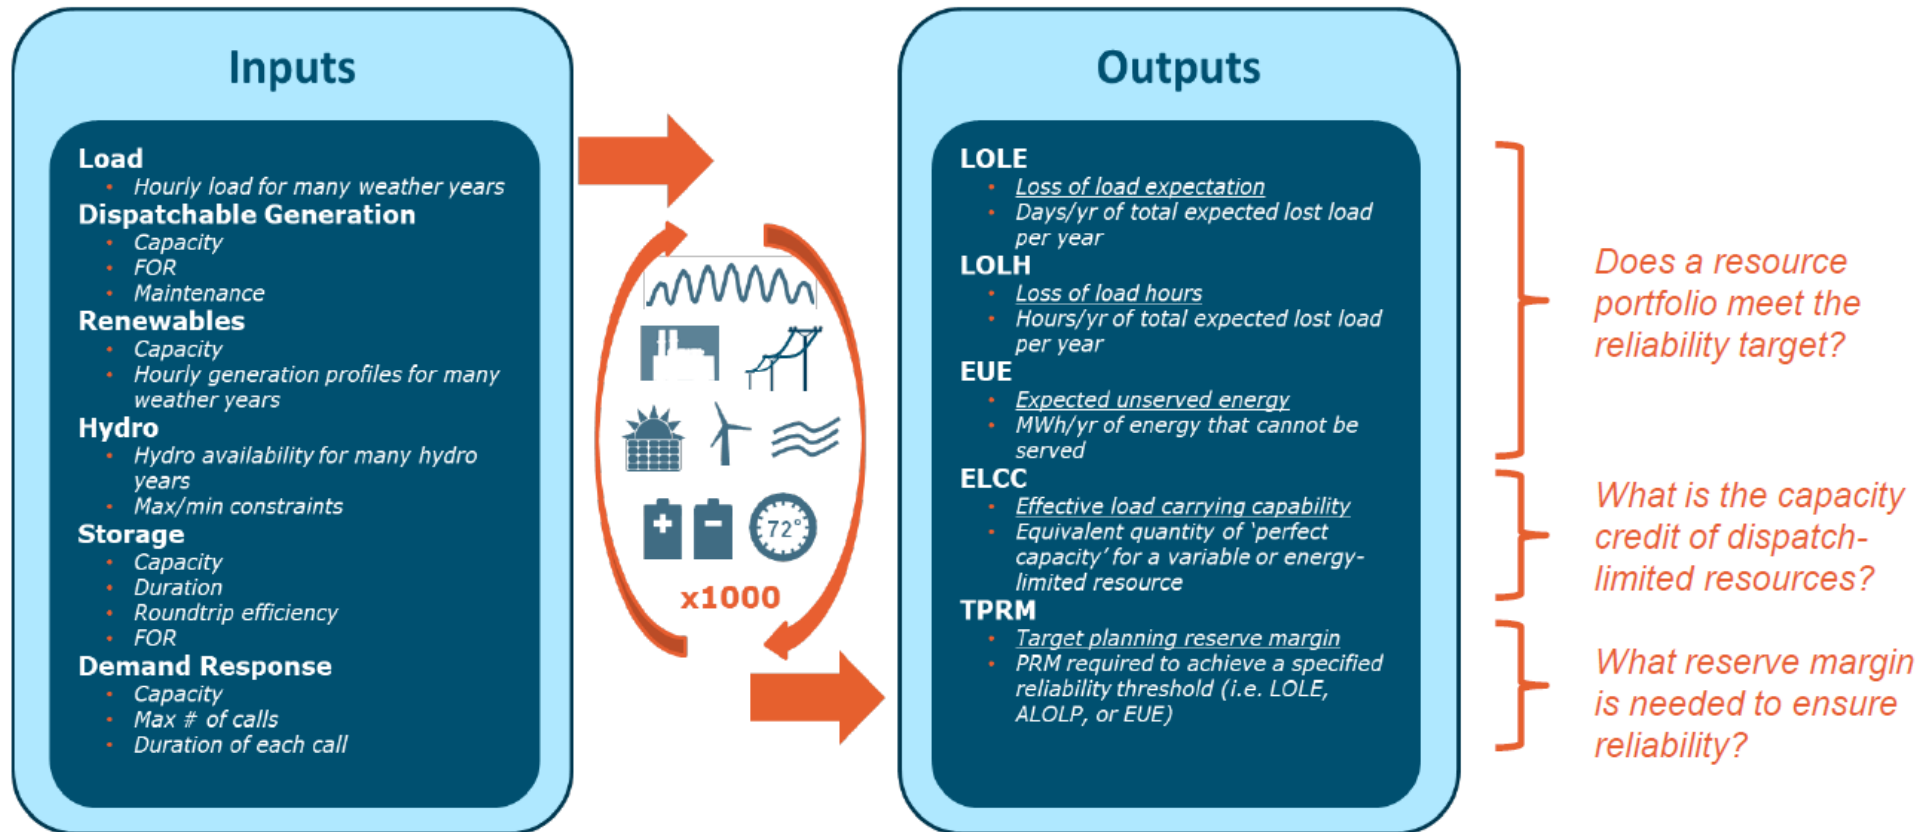 Inputs
Load
• Hourly load for many weather years
Dispatchable Generation
• Capacity
• FOR
• Maintenance
Renewables
• Capacity
• Hourly generation profiles for many
weather years
Hydro
• Hydro availability for many hydro
years
• Max/min constraints
Storage
• Capacity
• Duration
• Roundtrip efficiency
• FOR
Demand Response
• Capacity
• Max # of calls
• Duration of each call
72°
x1000
Outputs
LOLE
• Loss of load expectation
• Days/yr of total expected lost load
per year
LOLH
• Loss of load hours
• Hours/yr of total expected lost load
per year
EUE
• Expected unserved energy
• MWh/yr of energy that cannot be
served
ELCC
• Effective load carrying capability
• Equivalent quantity of ‘perfect
capacity’ for a variable or energy-
limited resource
TPRM
• Target planning reserve margin
• PRM required to achieve a specified
reliability threshold (i.e. LOLE,
ALOLP, or EUE)
Does a resource
portfolio meet the
reliability target?
What is the capacity
credit of dispatch-
limited resources?
What reserve margin
is needed to ensure
reliability?